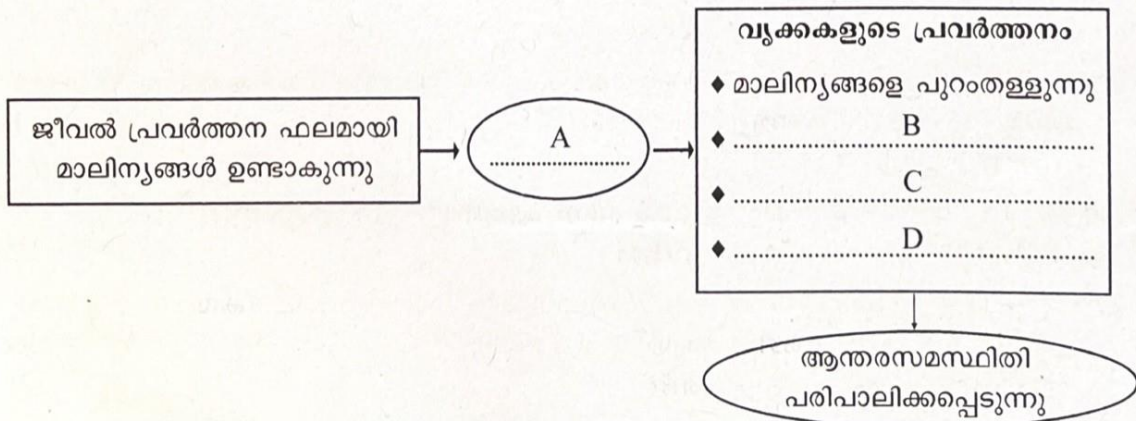 ജീവൽ പ്രവർത്തന ഫലമായി
മാലിന്യങ്ങൾ ഉണ്ടാകുന്നു
A
..........................
വൃക്കകളുടെ പ്രവർത്തനം
♦ മാലിന്യങ്ങളെ പുറംതള്ളുന്നു
♦ B ..........................
♦ C ..........................
♦ D ..........................
ആന്തരസമസ്ഥിതി
പരിപാലിക്കപ്പെടുന്നു